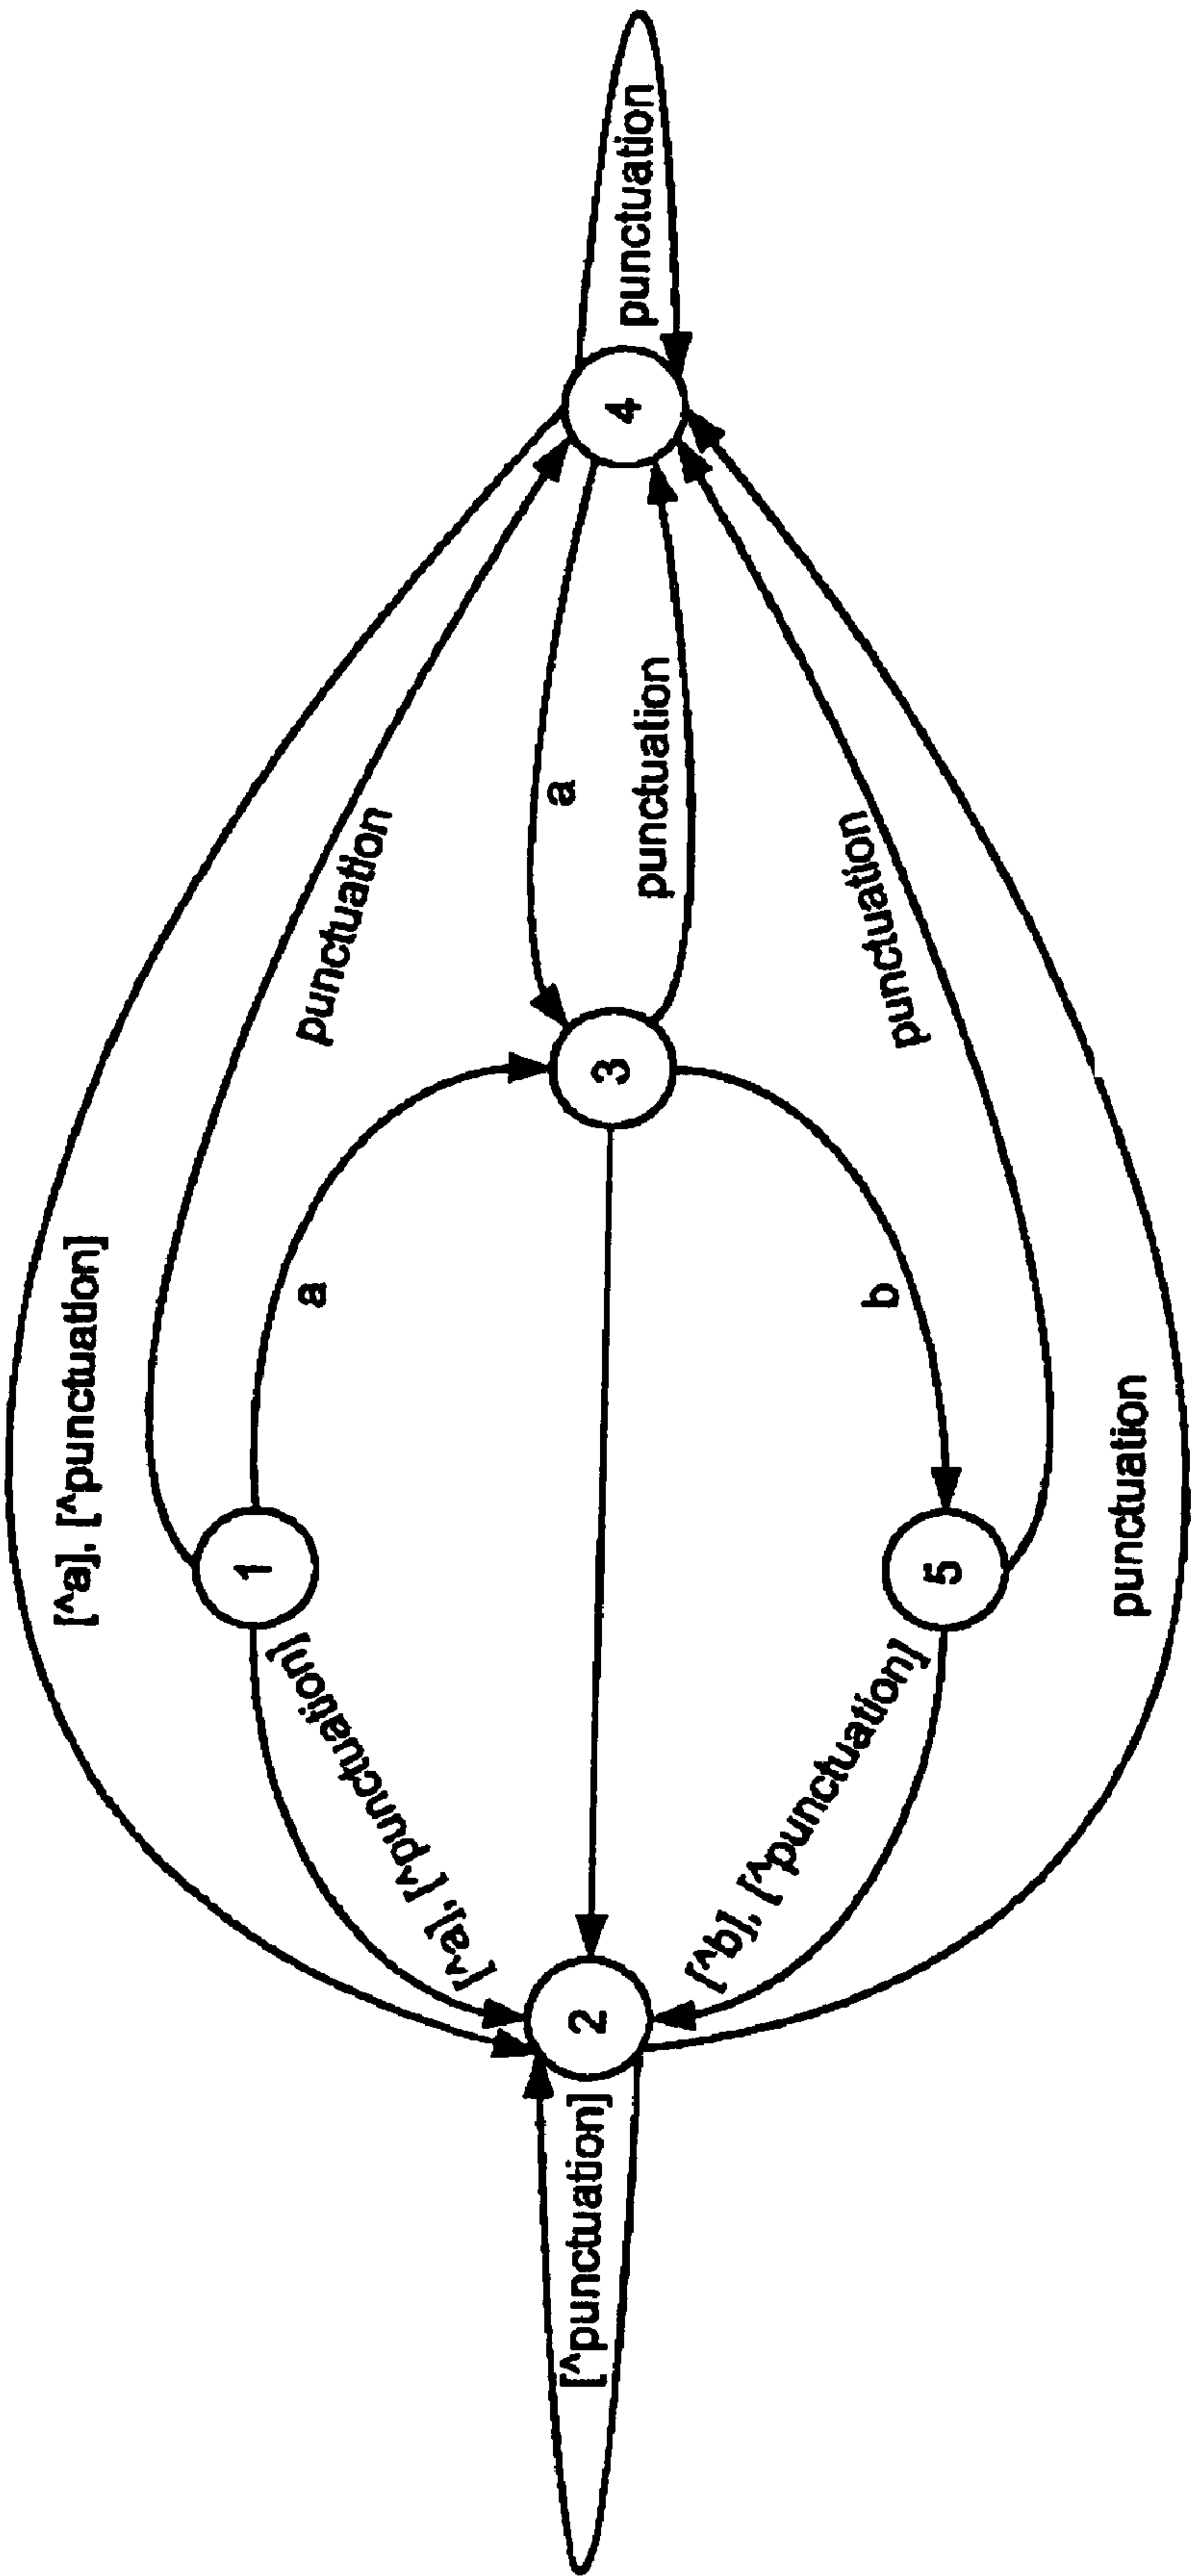 [^a], [^punctuation]
punctuation
a
1
[^a], [^punctuation]
a
punctuation
[^punctuation]
2
3
4
punctuation
b
punctuation
[^b], [^punctuation]
5
punctuation